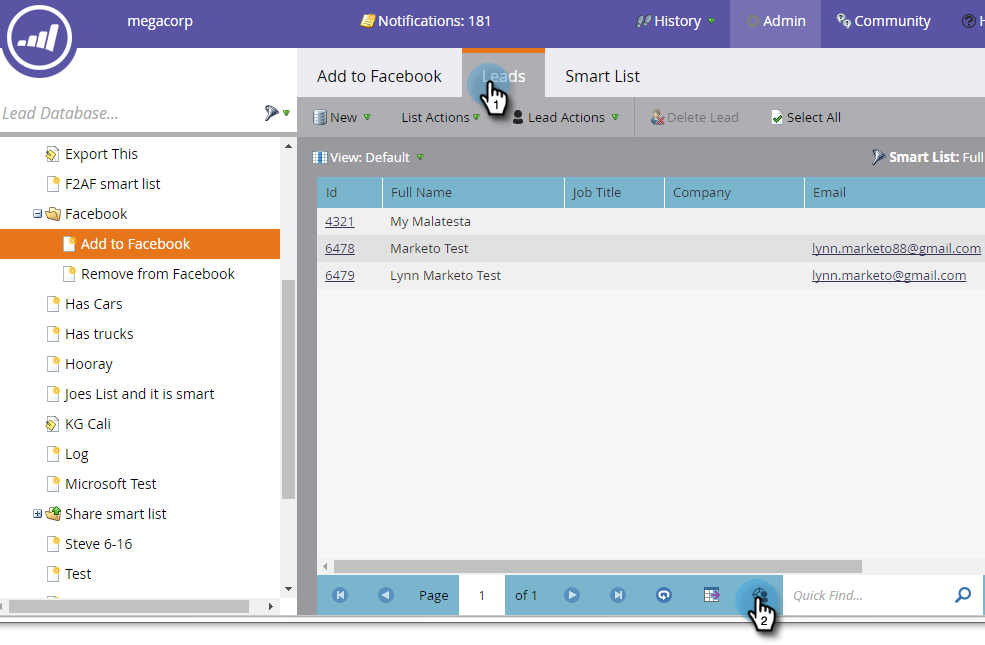 megacorp Notifications: 181 History Admin Community H
Add to Facebook Leads Smart List
Lead Database...
New List Actions Lead Actions Delete Lead Select All
View: Default Smart List: Full
Id Full Name Job Title Company Email
4321 My Malatesta
6478 Marketo Test lynn.marketo88@gmail.com
6479 Lynn Marketo Test lynn.marketo@gmail.com
Export This
F2AF smart list
Facebook
Add to Facebook
Remove from Facebook
Has Cars
Has trucks
Hooray
Joes List and it is smart
KG Cali
Log
Microsoft Test
Share smart list
Steve 6-16
Test
Page 1 of 1 Quick Find...
1
2